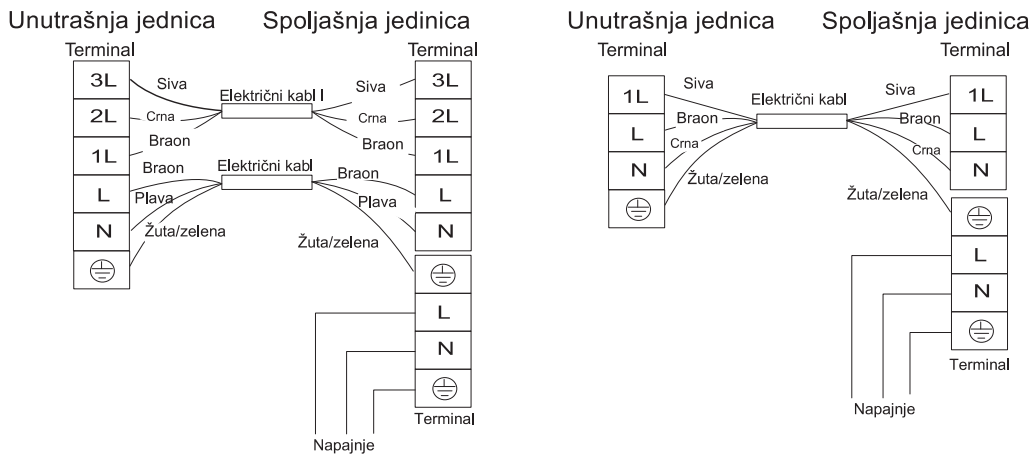 Unutrašnja jednica
Spoljašnja jedinica
Terminal
Terminal
3L
Siva
Siva
3L
Električni kabl I
2L
Crna
Crna
2L
Braon
Braon
1L
1L
Braon
Električni kabl
Braon
L
Plava
Plava
L
N
Žuta/zelena
Žuta/zelena
N
L
N
Terminal
Napajnje
Unutrašnja jednica
Spoljašnja jedinica
Terminal
Terminal
1L
Siva
Električni kabl
Siva
1L
L
Braon
Braon
L
N
Crna
Crna
N
Žuta/zelena
Žuta/zelena
L
N
Terminal
Napajnje